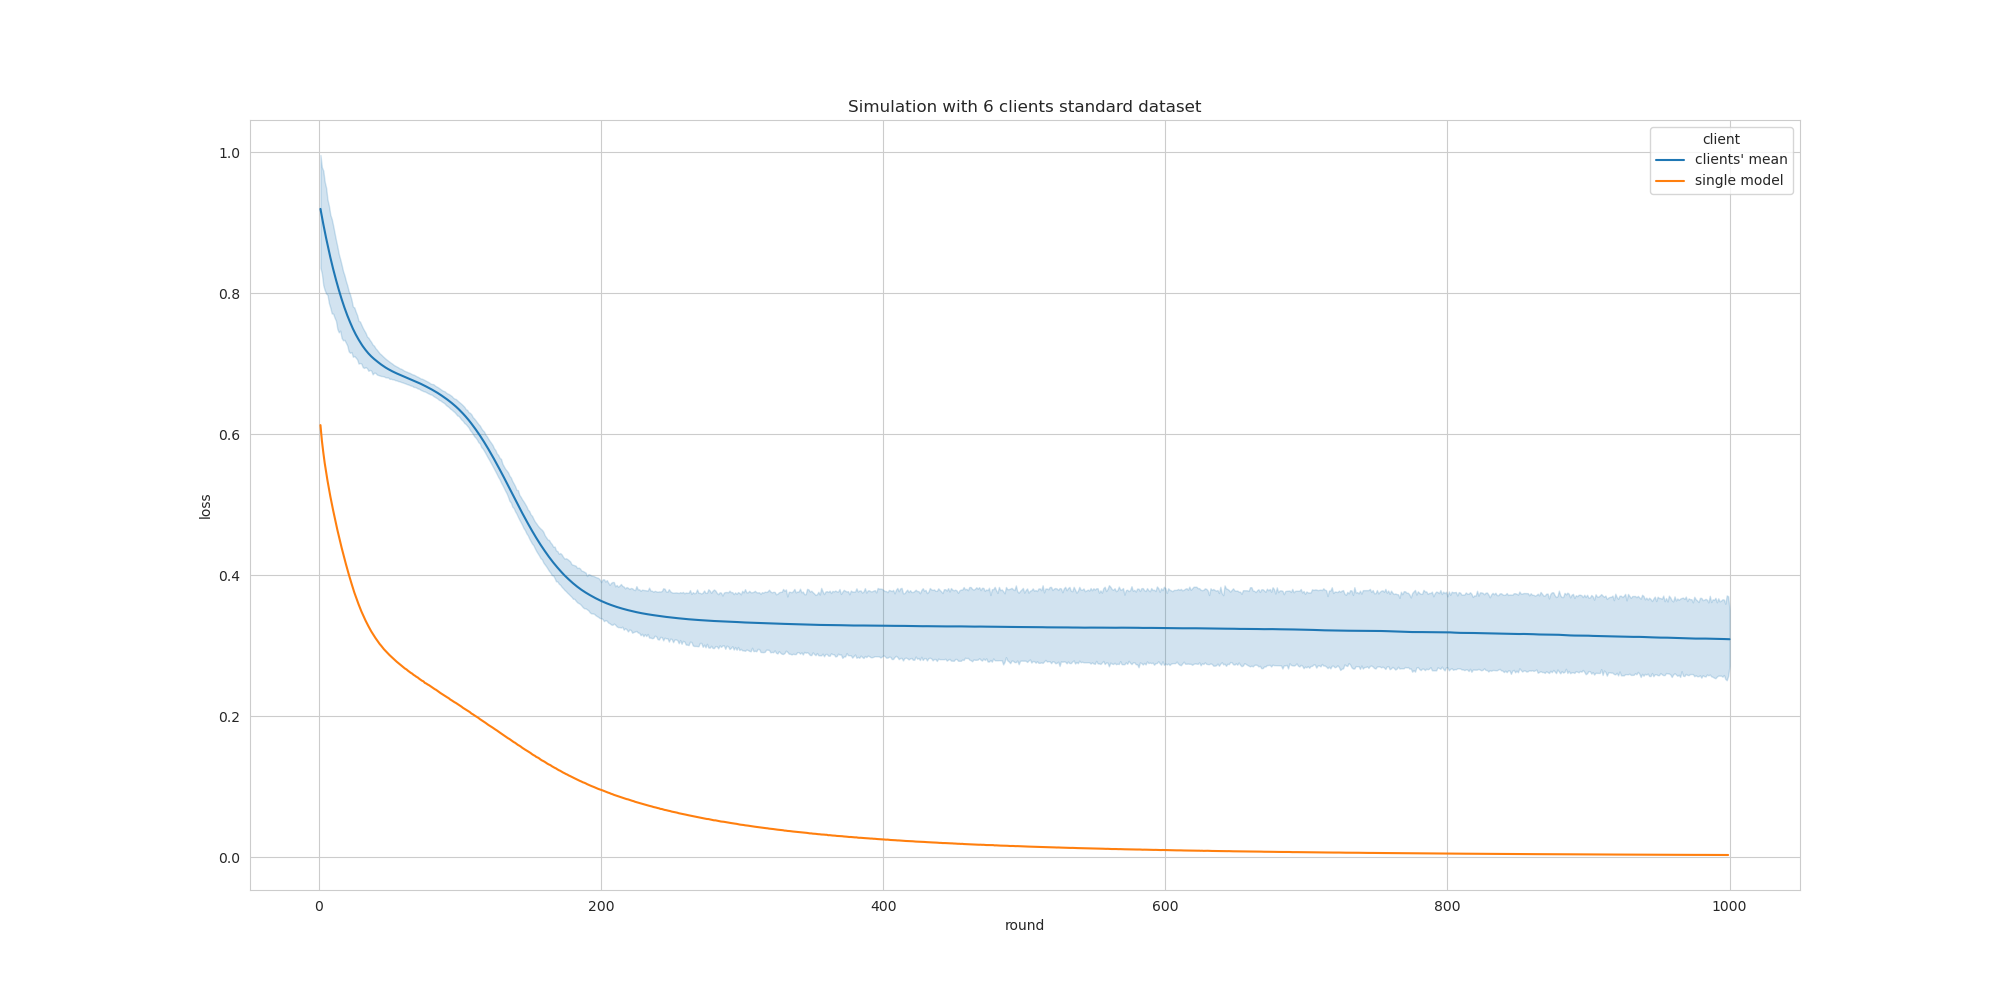 Simulation with 6 clients standard dataset
client
clients' mean
single model
1.0
0.8
0.6
0.4
0.2
0.0
loss
0 200 400 600 800 1000
round